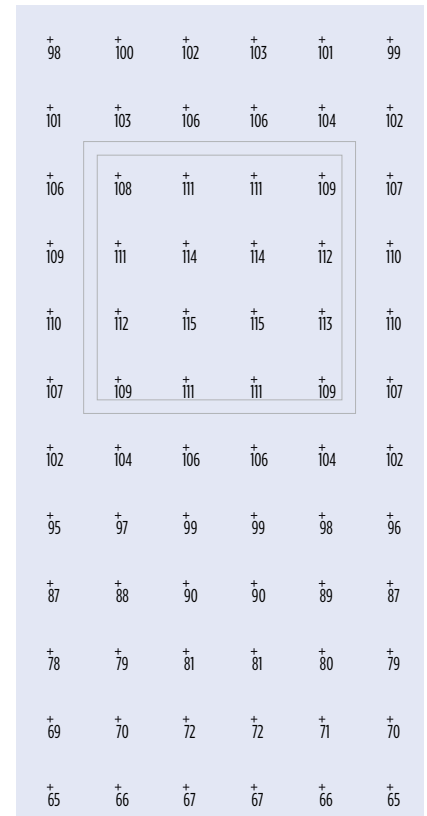 + + + + + +
98 100 102 103 101 99
+ + + + + +
101 103 106 106 104 102
+ + + + + +
106 108 111 111 109 107
+ + + + + +
109 111 114 114 112 110
+ + + + + +
110 112 115 115 113 110
+ + + + + +
107 109 111 111 109 107
+ + + + + +
102 104 106 106 104 102
+ + + + + +
95 97 99 99 98 96
+ + + + + +
87 88 90 90 89 87
+ + + + + +
78 79 81 81 80 79
+ + + + + +
69 70 72 72 71 70
+ + + + + +
65 66 67 67 66 65